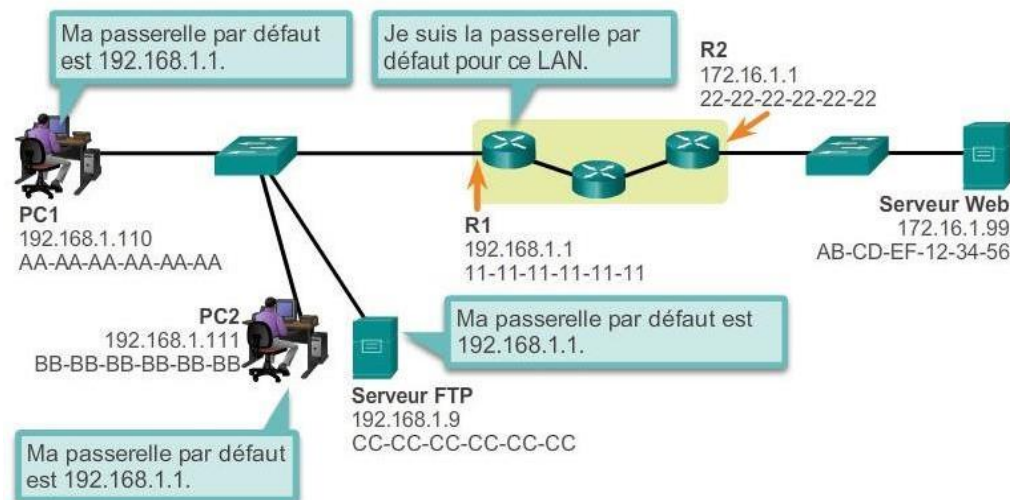 Ma passerelle par défaut
est 192.168.1.1.
Je suis la passerelle par
défaut pour ce LAN.
R2
172.16.1.1
22-22-22-22-22-22
PC1
192.168.1.110
AA-AA-AA-AA-AA-AA
R1
192.168.1.1
11-11-11-11-11-11
Serveur Web
172.16.1.99
AB-CD-EF-12-34-56
PC2
192.168.1.111
BB-BB-BB-BB-BB-BB
Ma passerelle par défaut est
192.168.1.1.
Serveur FTP
192.168.1.9
CC-CC-CC-CC-CC-CC
Ma passerelle par défaut
est 192.168.1.1.